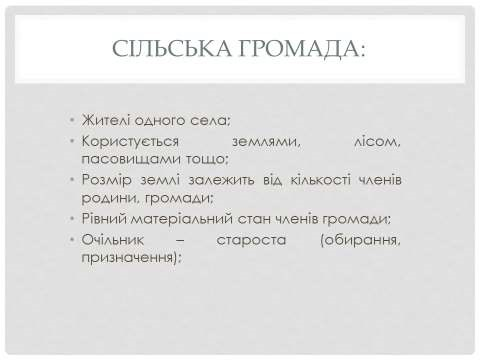 СІЛЬСЬКА ГРОМАДА:
• Жителі одного села;
• Користується землями, лісом,
пасовищами тощо;
• Розмір землі залежить від кількості членів
родини, громади;
• Рівний матеріальний стан членів громади;
• Очільник – староста (обирання,
призначення);